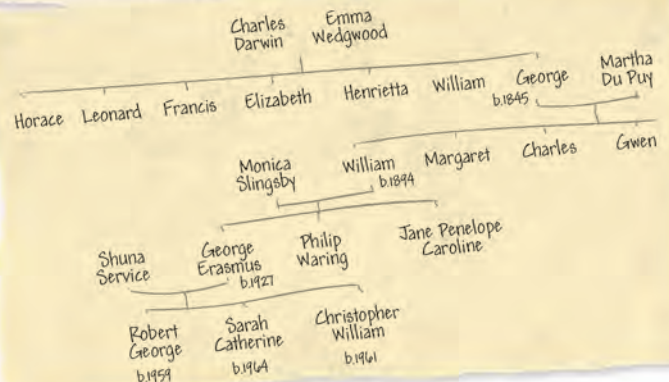 Charles Darwin
Emma Wedgwood
Horace
Leonard
Francis
Elizabeth
Henrietta
William
George
b.1845
Martha Du Puy
Monica Slingsby
William
b.1894
Margaret
Charles
Gwen
Shuna Service
George Erasmus
b.1927
Philip Waring
Jane Penelope Caroline
Robert George
b.1959
Sarah Catherine
b.1964
Christopher William
b.1961